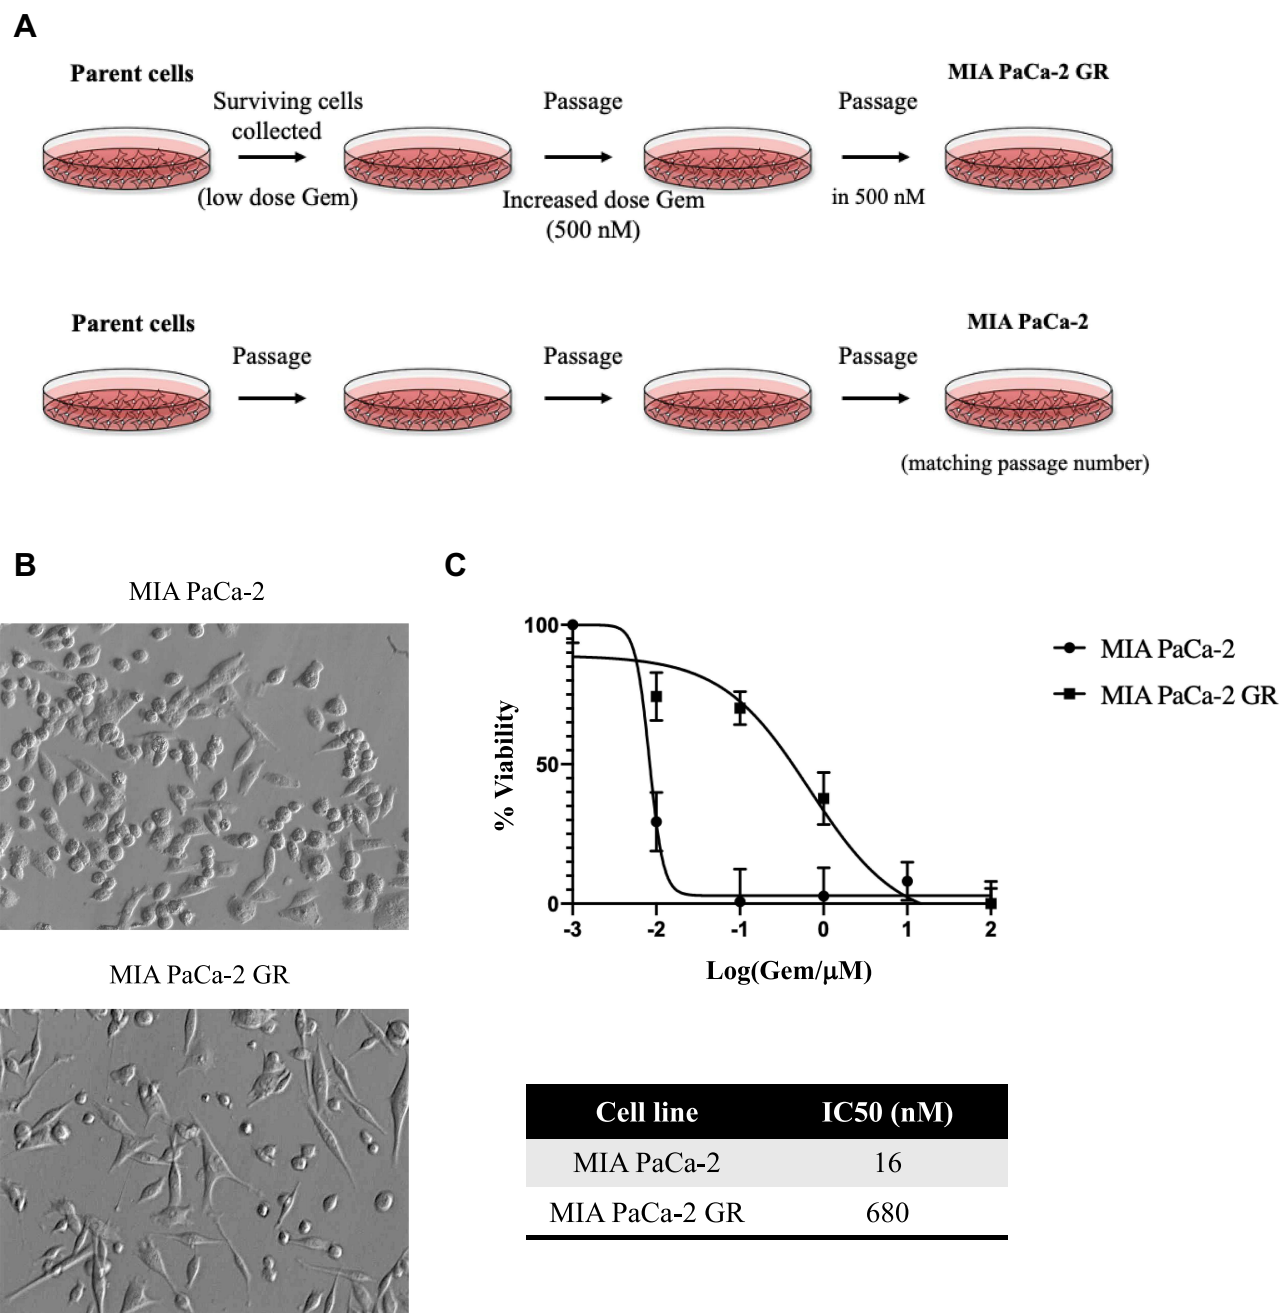 A
Parent cells
Surviving cells
collected
(low dose Gem)
Passage
Increased dose Gem
(500 nM)
Passage
in 500 nM
MIA PaCa-2 GR
Parent cells
Passage
Passage
Passage
MIA PaCa-2
(matching passage number)
B
MIA PaCa-2
MIA PaCa-2 GR
C
% Viability
100
50
0
-3 -2 -1 0 1 2
Log(Gem/μM)
MIA PaCa-2
MIA PaCa-2 GR
Cell line IC50 (nM)
MIA PaCa-2 16
MIA PaCa-2 GR 680